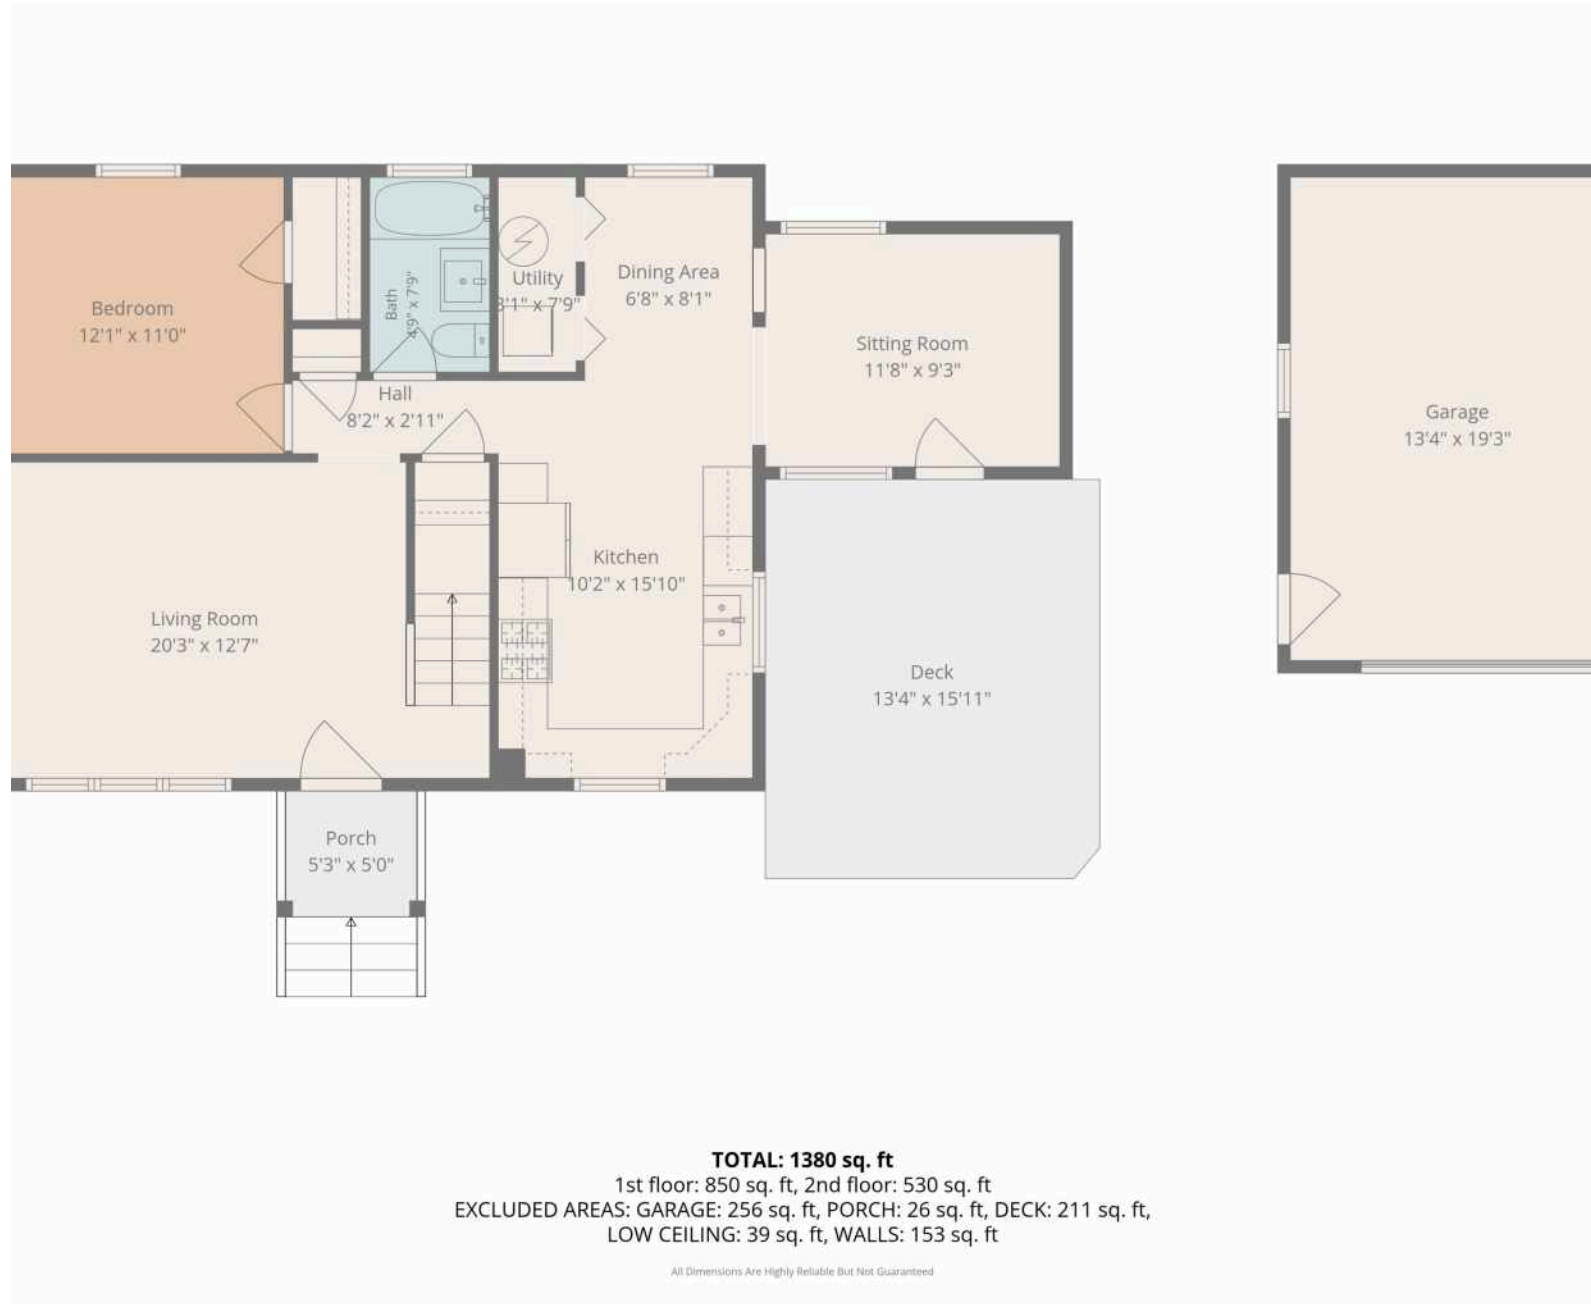 Bedroom
12'1" x 11'0"
Bath
4'9" x 7'9"
Utility
3'1" x 7'9"
Dining Area
6'8" x 8'1"
Sitting Room
11'8" x 9'3"
Hall
8'2" x 2'11"
Garage
13'4" x 19'3"
Living Room
20'3" x 12'7"
Kitchen
10'2" x 15'10"
Deck
13'4" x 15'11"
Porch
5'3" x 5'0"
TOTAL: 1380 sq. ft
1st floor: 850 sq. ft, 2nd floor: 530 sq. ft
EXCLUDED AREAS: GARAGE: 256 sq. ft, PORCH: 26 sq. ft, DECK: 211 sq. ft,
LOW CEILING: 39 sq. ft, WALLS: 153 sq. ft
All Dimensions Are Highly Reliable But Not Guaranteed